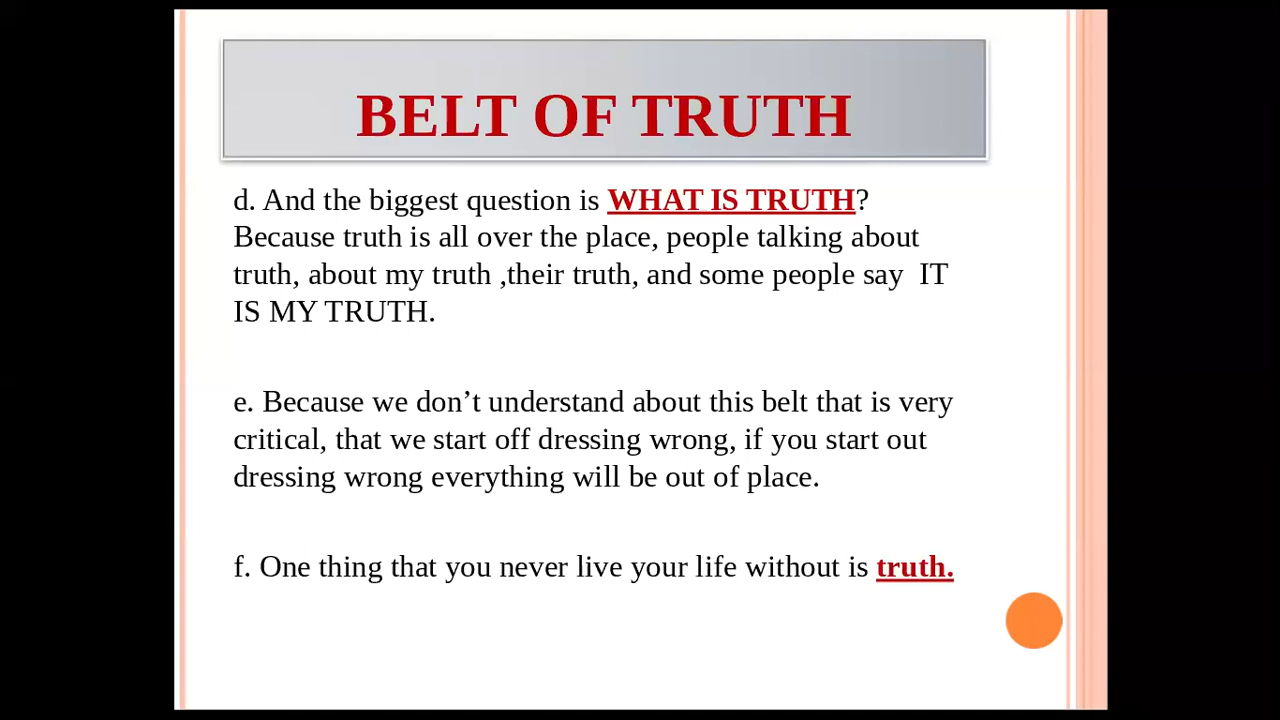 BELT OF TRUTH
d. And the biggest question is WHAT IS TRUTH?
Because truth is all over the place, people talking about
truth, about my truth ,their truth, and some people say  IT
IS MY TRUTH.
e. Because we don’t understand about this belt that is very
critical, that we start off dressing wrong, if you start out
dressing wrong everything will be out of place.
f. One thing that you never live your life without is truth.